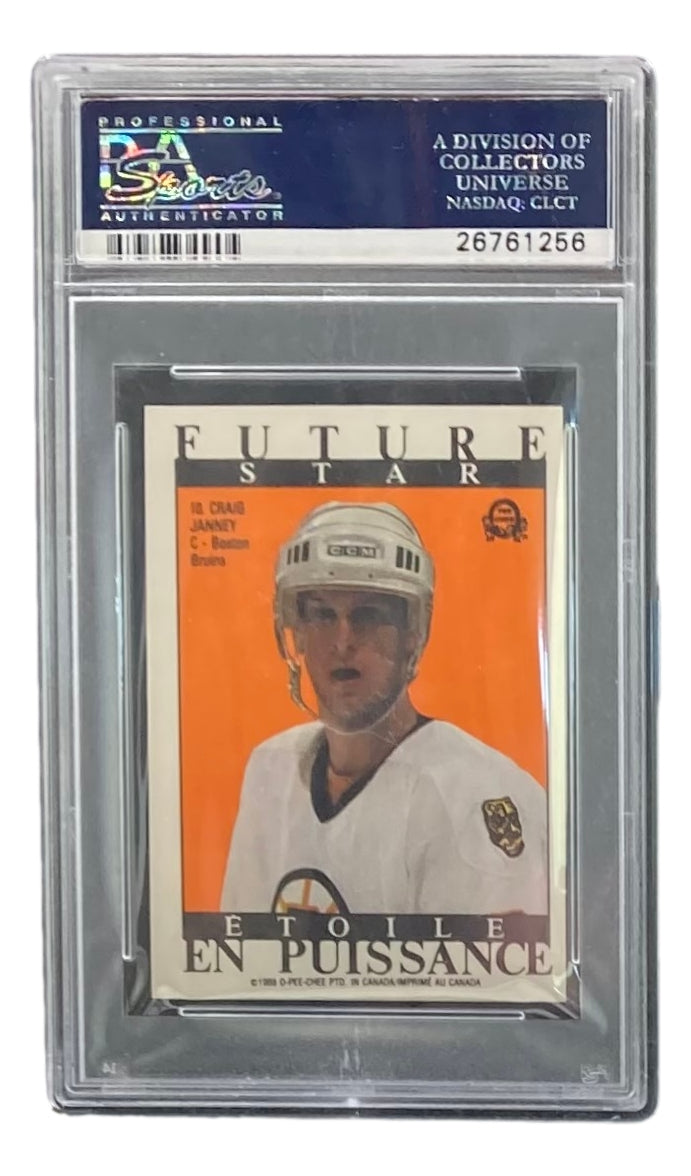 PROFESSIONAL
PSA
Sports
AUTHENTICATOR
A DIVISION OF
COLLECTORS
UNIVERSE
NASDAQ: CLCT
26761256
FUTURE
STAR
10. CRAIG
JANNEY
C - Boston
Bruins
CCM
ÉTOILE
EN PUISSANCE
©1989 O-PEE-CHEE PTD. IN CANADA/IMPRIMÉ AU CANADA